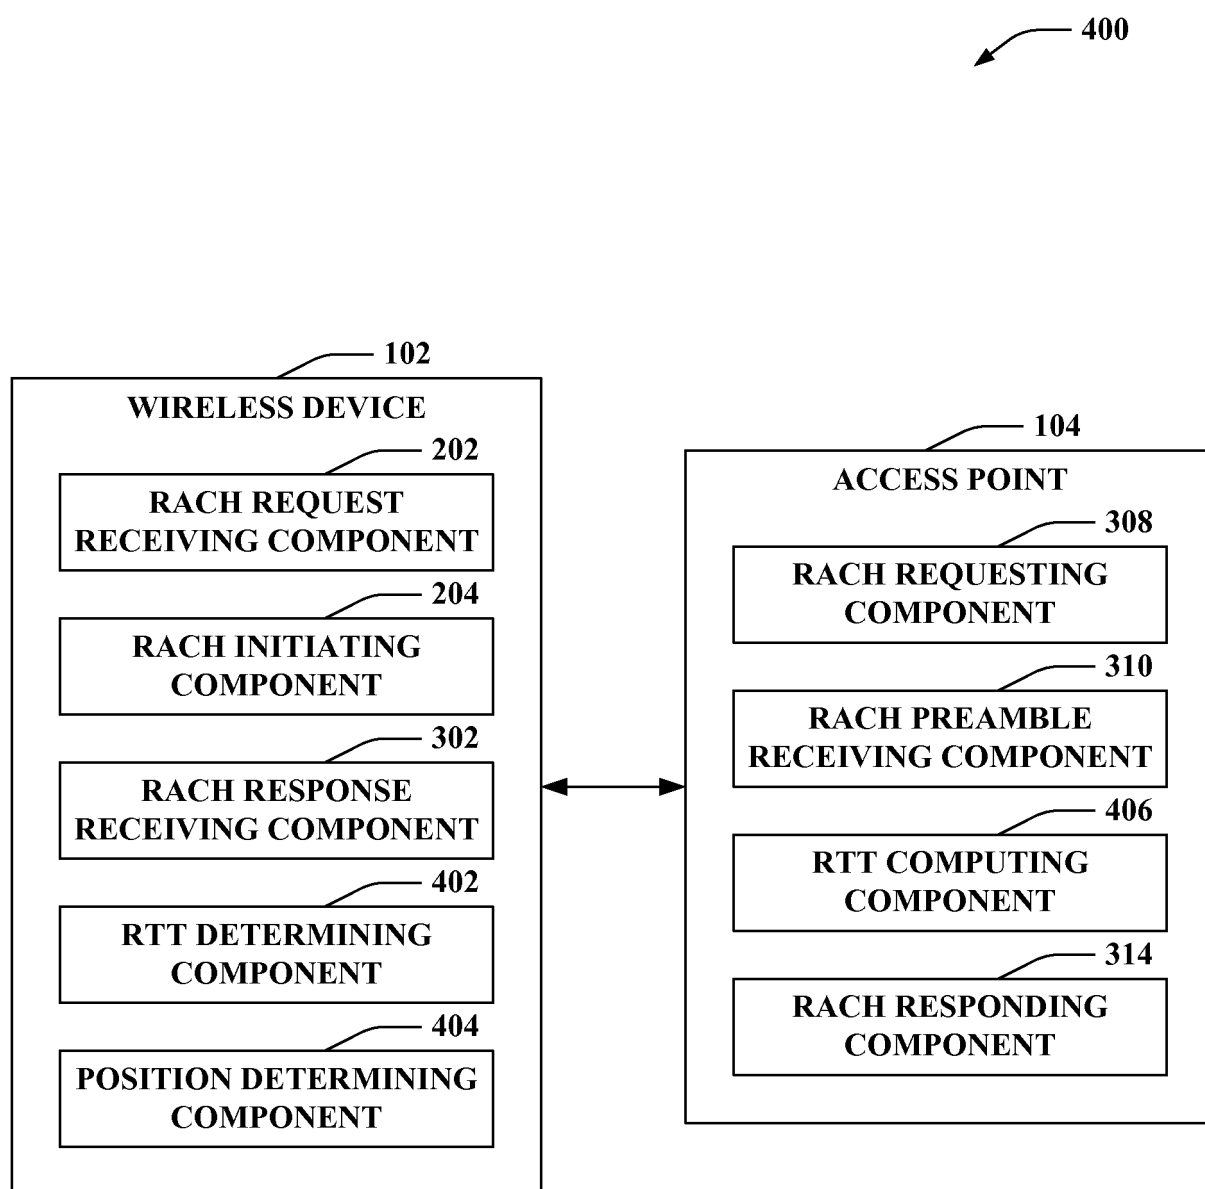 400
102
WIRELESS DEVICE
202
RACH REQUEST
RECEIVING COMPONENT
204
RACH INITIATING
COMPONENT
302
RACH RESPONSE
RECEIVING COMPONENT
402
RTT DETERMINING
COMPONENT
404
POSITION DETERMINING
COMPONENT
104
ACCESS POINT
308
RACH REQUESTING
COMPONENT
310
RACH PREAMBLE
RECEIVING COMPONENT
406
RTT COMPUTING
COMPONENT
314
RACH RESPONDING
COMPONENT